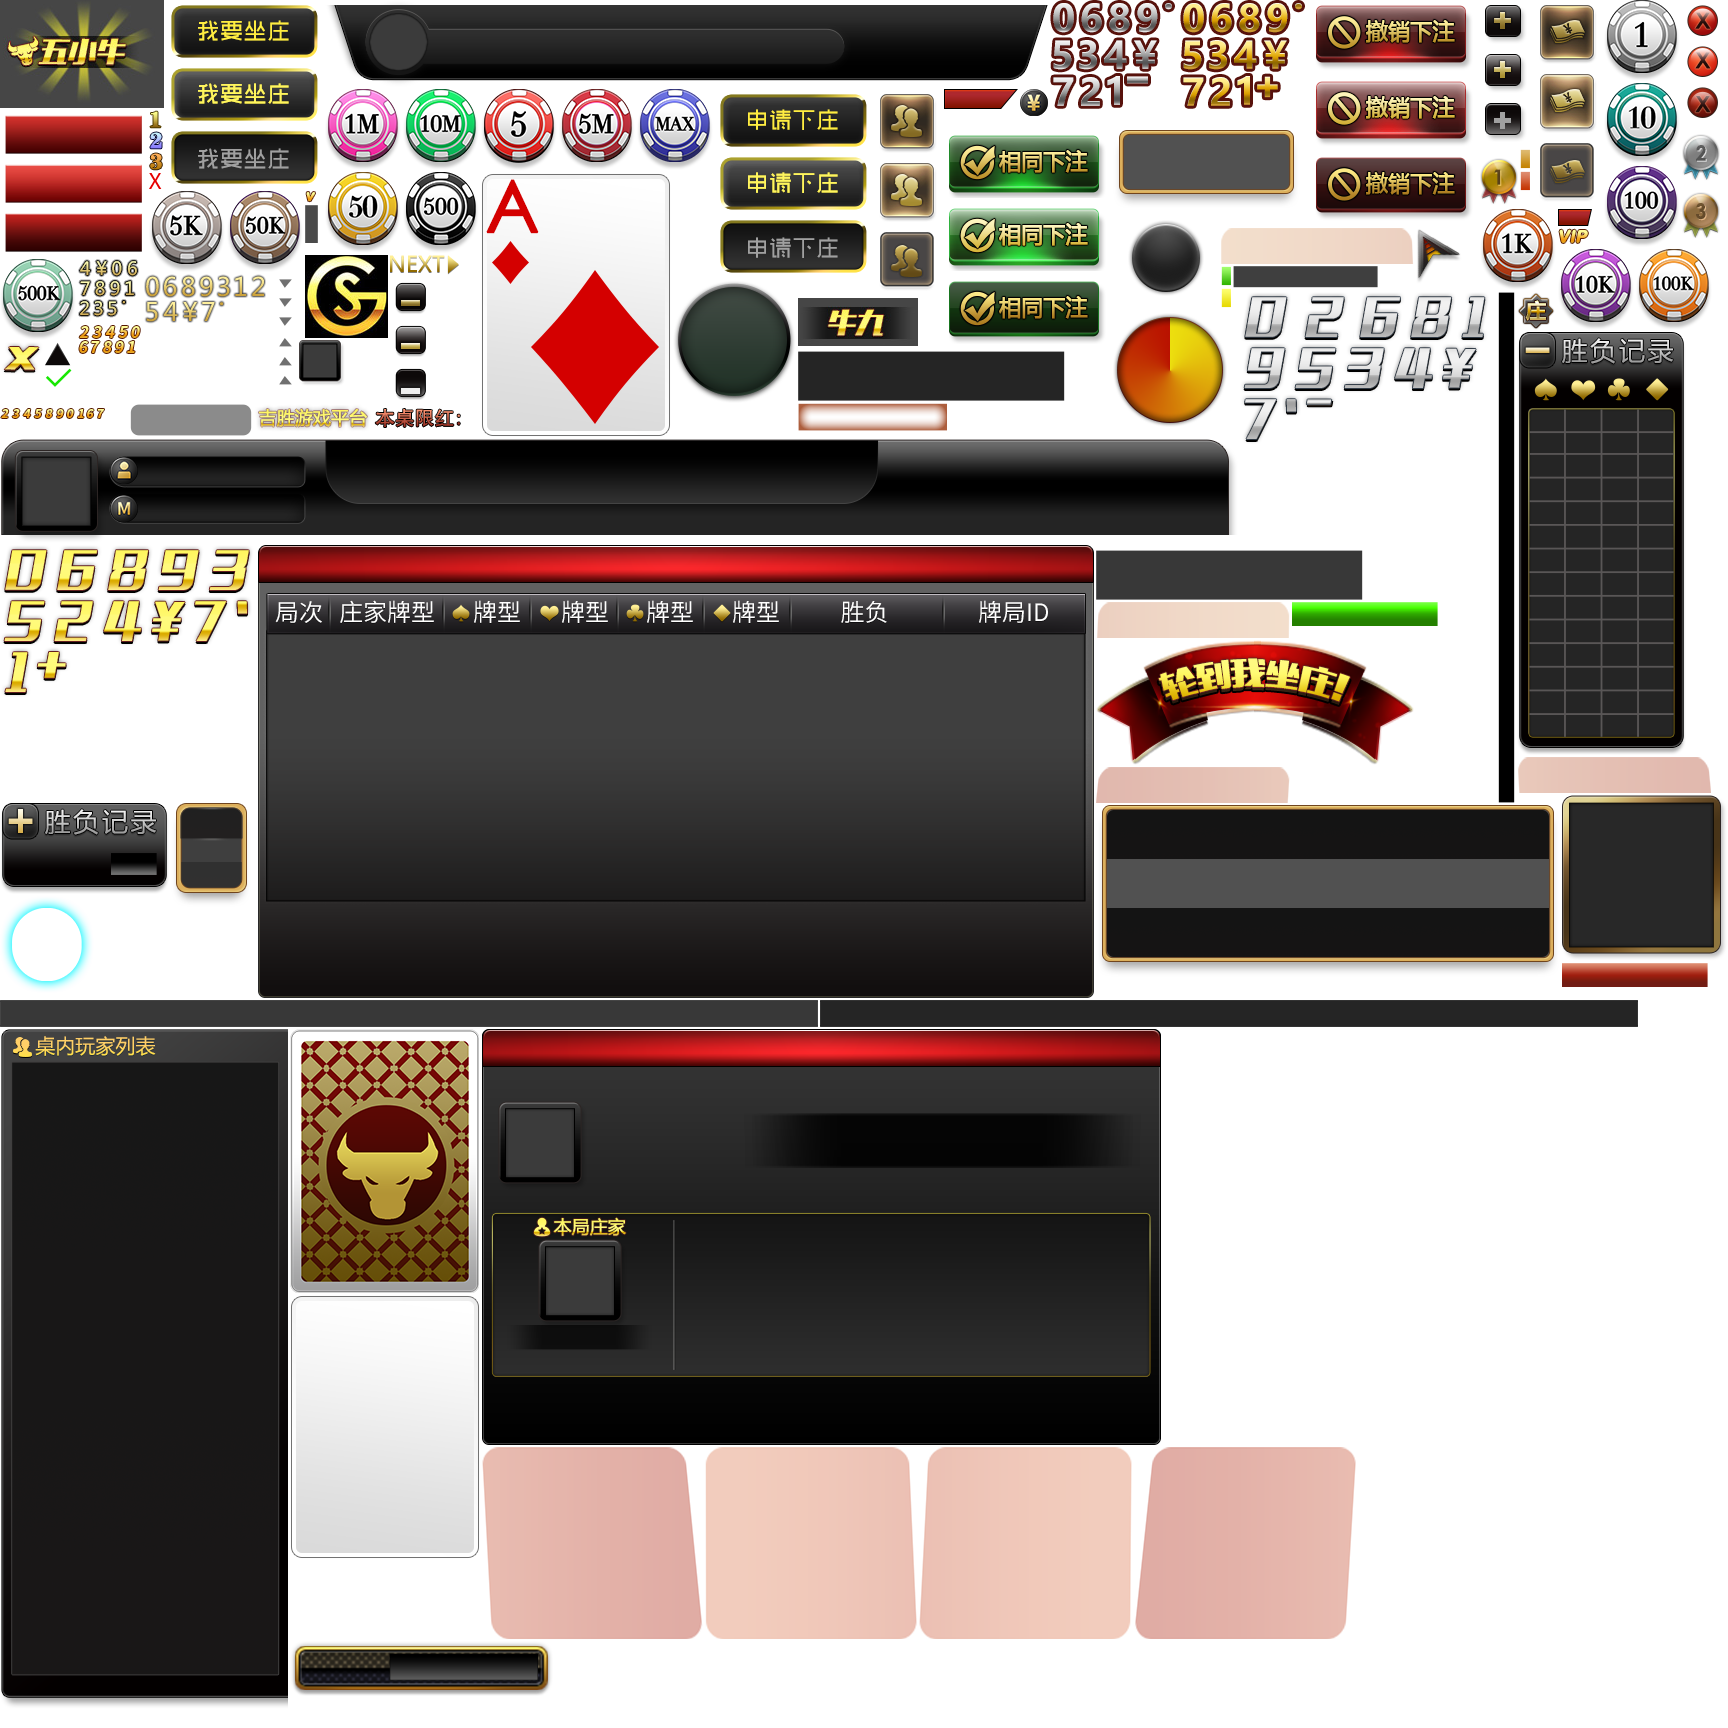 五小牛
我要坐庄
我要坐庄
我要坐庄
0689°
534¥
721-
0689°
534¥
721+
撤销下注
撤销下注
撤销下注
1
10
100
X
X
X
1
2
3
X
1M
10M
5
5M
MAX
申请下庄
申请下庄
申请下庄
¥
相同下注
相同下注
相同下注
5K
50K
V
50
500
A
1
2
3
1K
VIP
10K
100K
500K
4¥06
7891
235°
0689312
54¥7°
23450
67891
X
GS
NEXT
牛九
02681
9534¥
7'-
庄
胜负记录
2345890167
吉胜游戏平台
本桌限红:
M
06893
524¥7'
1+
局次
庄家牌型
牌型
牌型
牌型
牌型
胜负
牌局ID
轮到我坐庄!
胜负记录
桌内玩家列表
本局庄家